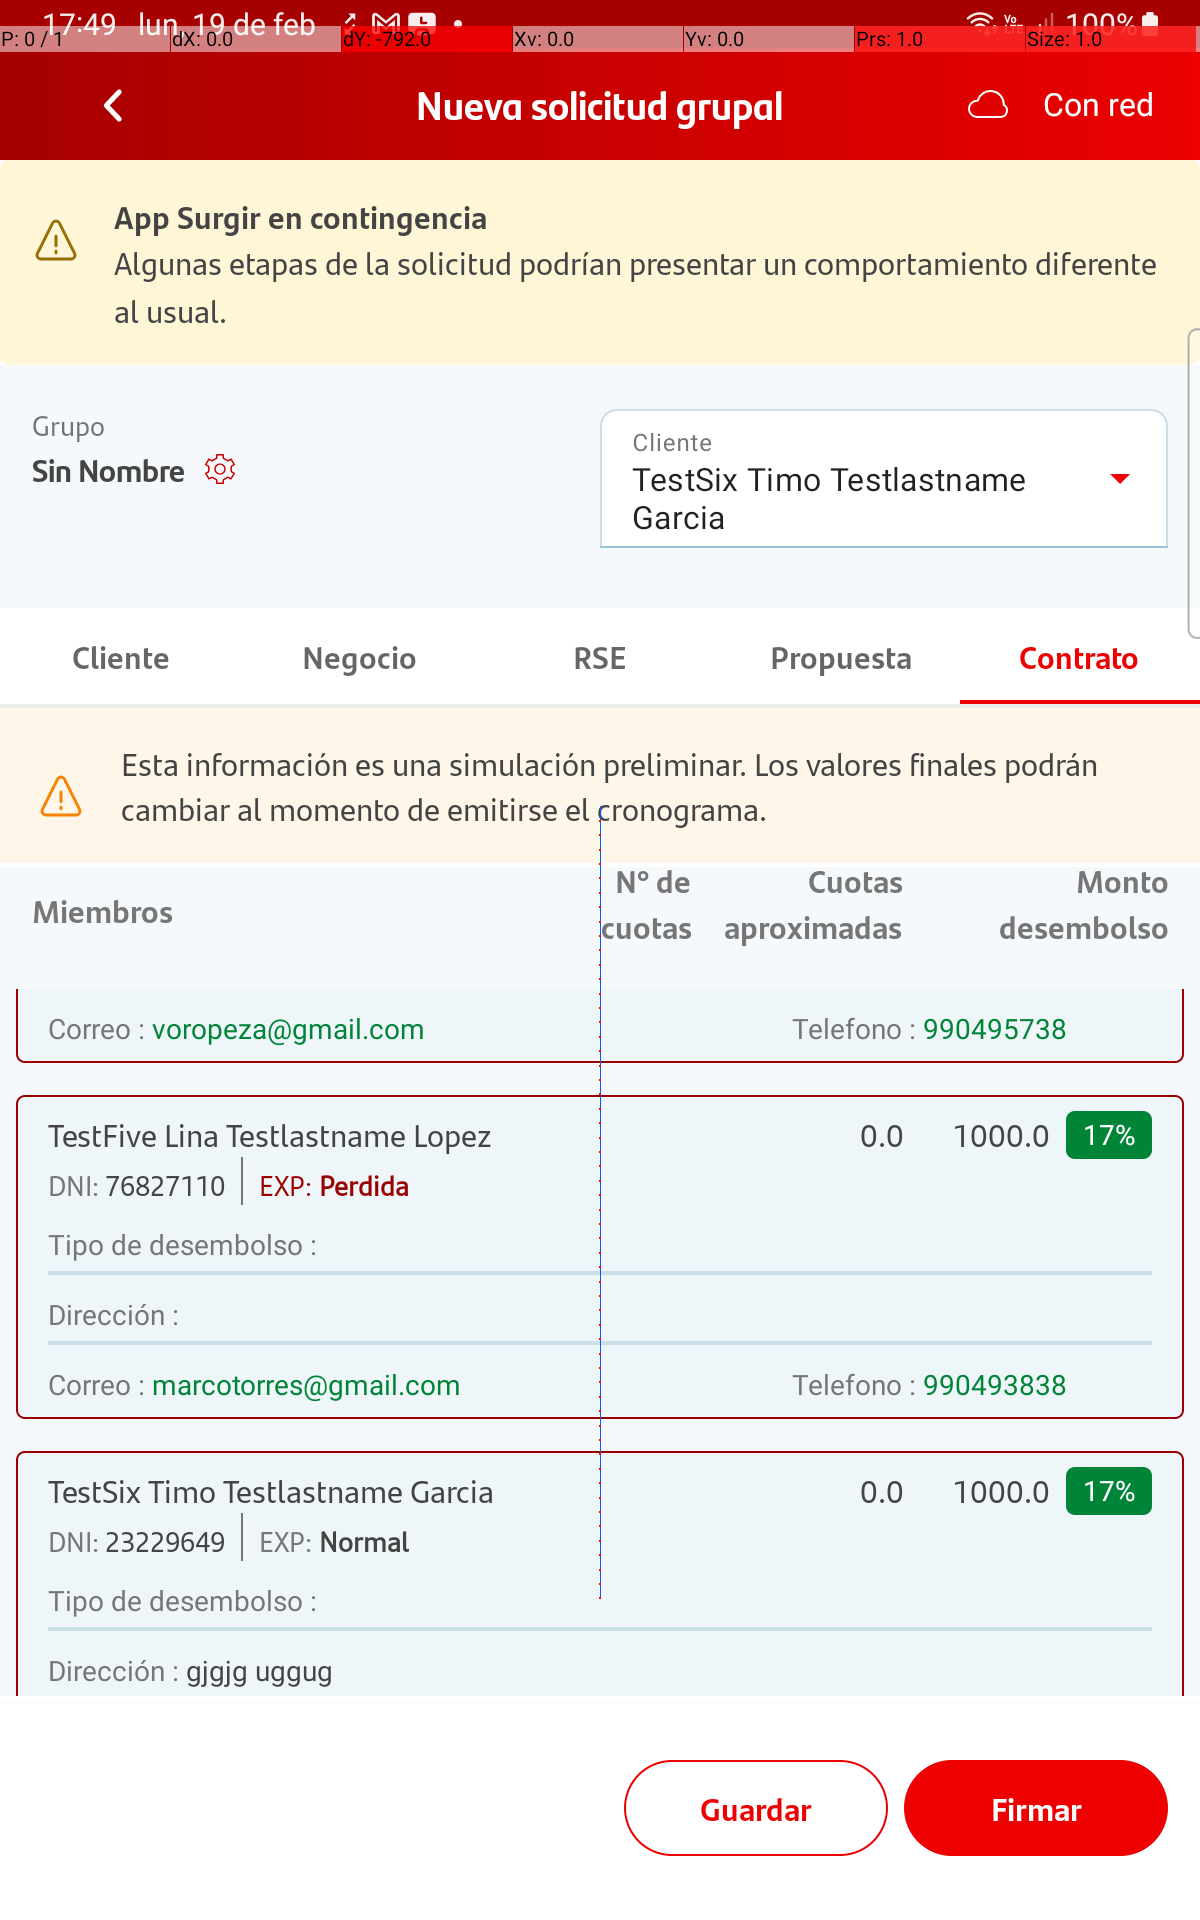 17:49 lun, 19 de feb 100%
P: 0 / 1 dX: 0.0 dY: -792.0 Xv: 0.0 Yv: 0.0 Prs: 1.0 Size: 1.0
Nueva solicitud grupal
Con red
App Surgir en contingencia
Algunas etapas de la solicitud podrían presentar un comportamiento diferente
al usual.
Grupo
Sin Nombre
Cliente
TestSix Timo Testlastname
Garcia
Cliente Negocio RSE Propuesta Contrato
Esta información es una simulación preliminar. Los valores finales podrán
cambiar al momento de emitirse el cronograma.
Miembros
N° de
cuotas
Cuotas
aproximadas
Monto
desembolso
Correo : voropeza@gmail.com Telefono : 990495738
TestFive Lina Testlastname Lopez 0.0 1000.0 17%
DNI: 76827110 EXP: Perdida
Tipo de desembolso :
Dirección :
Correo : marcotorres@gmail.com Telefono : 990493838
TestSix Timo Testlastname Garcia 0.0 1000.0 17%
DNI: 23229649 EXP: Normal
Tipo de desembolso :
Dirección : gjgjg uggug
Guardar Firmar